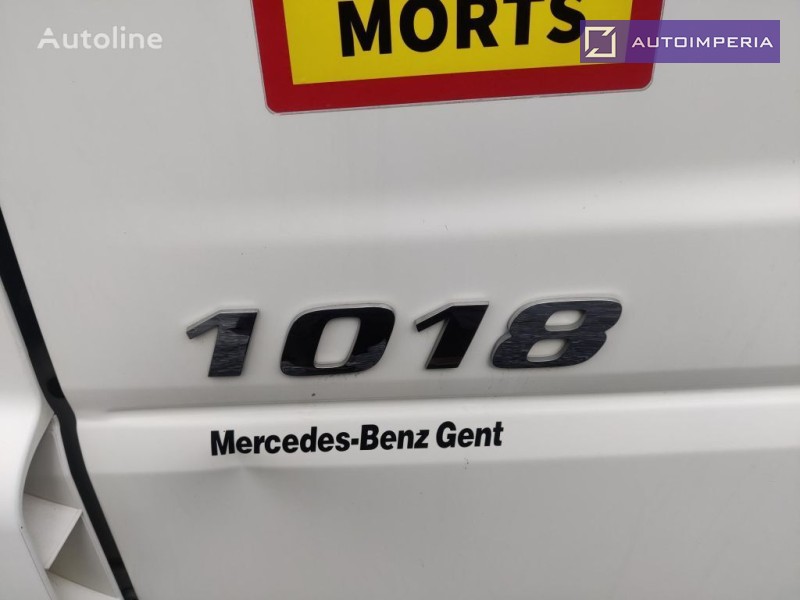 MORTS
Autoline
AUTOIMPERIA
1018
Mercedes-Benz Gent